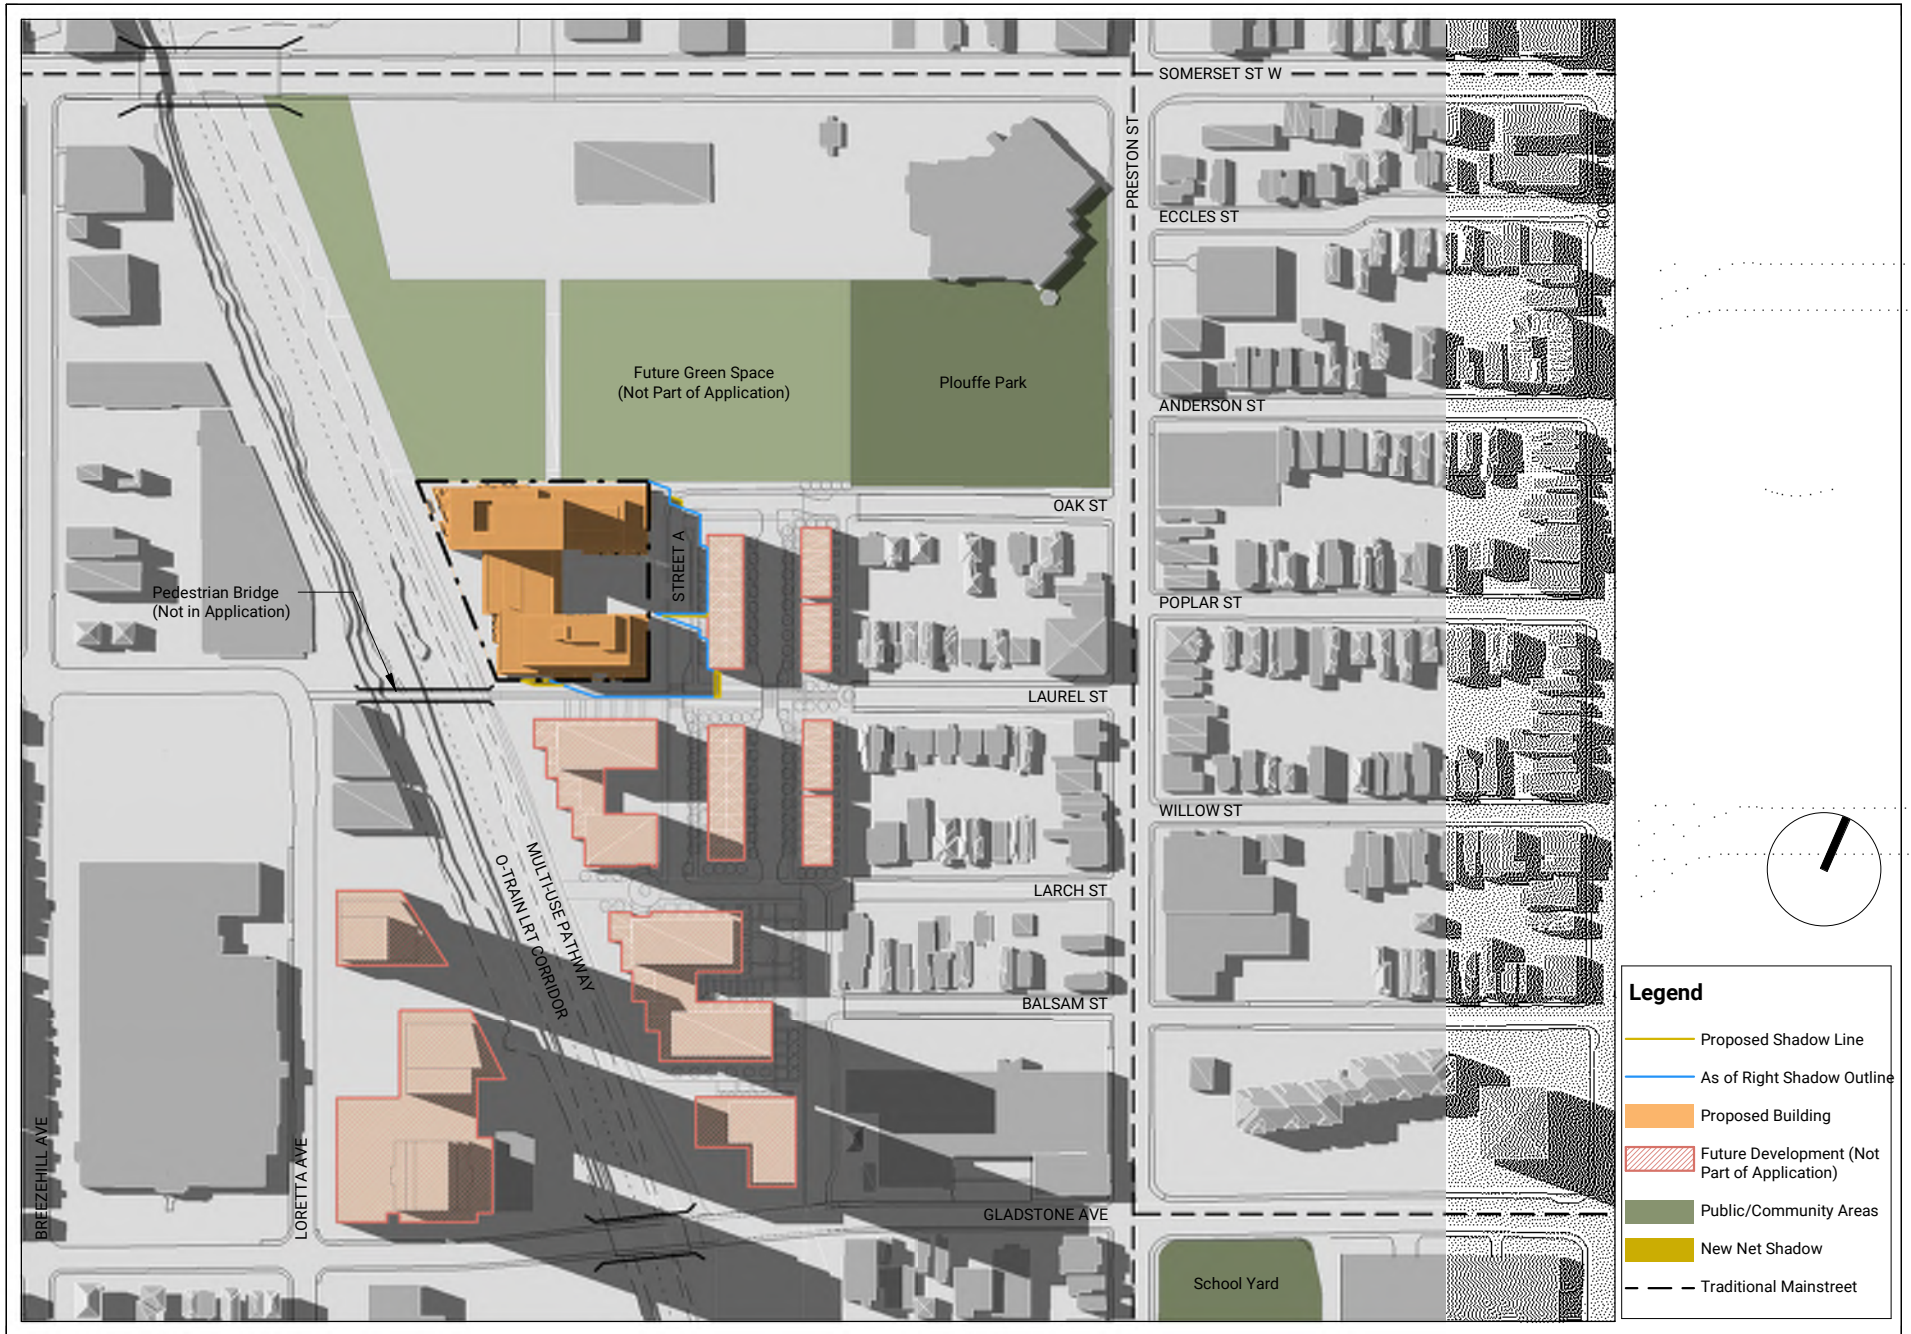 SOMERSET ST W
PRESTON ST
ROCHESTER ST
ECCLES ST
Future Green Space
(Not Part of Application)
Plouffe Park
ANDERSON ST
OAK ST
STREET A
Pedestrian Bridge
(Not in Application)
POPLAR ST
LAUREL ST
WILLOW ST
MULTI-USE PATHWAY
O-TRAIN LRT CORRIDOR
LARCH ST
BALSAM ST
BREEZEHILL AVE
LORETTA AVE
GLADSTONE AVE
School Yard
Legend
Proposed Shadow Line
As of Right Shadow Outline
Proposed Building
Future Development (Not
Part of Application)
Public/Community Areas
New Net Shadow
Traditional Mainstreet